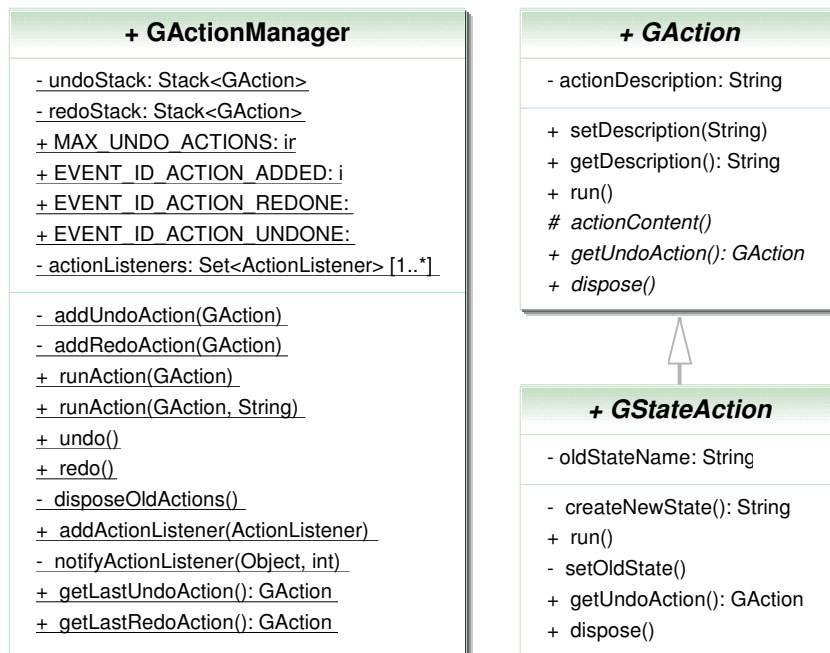 + GActionManager
- undoStack: Stack<GAction>
- redoStack: Stack<GAction>
+ MAX_UNDO_ACTIONS: ir
+ EVENT_ID_ACTION_ADDED: i
+ EVENT_ID_ACTION_REDONE:
+ EVENT_ID_ACTION_UNDONE:
- actionListeners: Set<ActionListener> [1..*]
- addUndoAction(GAction)
- addRedoAction(GAction)
+ runAction(GAction)
+ runAction(GAction, String)
+ undo()
+ redo()
- disposeOldActions()
+ addActionListener(ActionListener)
- notifyActionListener(Object, int)
+ getLastUndoAction(): GAction
+ getLastRedoAction(): GAction
+ GAction
- actionDescription: String
+ setDescription(String)
+ getDescription(): String
+ run()
# actionContent()
+ getUndoAction(): GAction
+ dispose()
+ GStateAction
- oldStateName: String
- createNewState(): String
+ run()
- setOldState()
+ getUndoAction(): GAction
+ dispose()